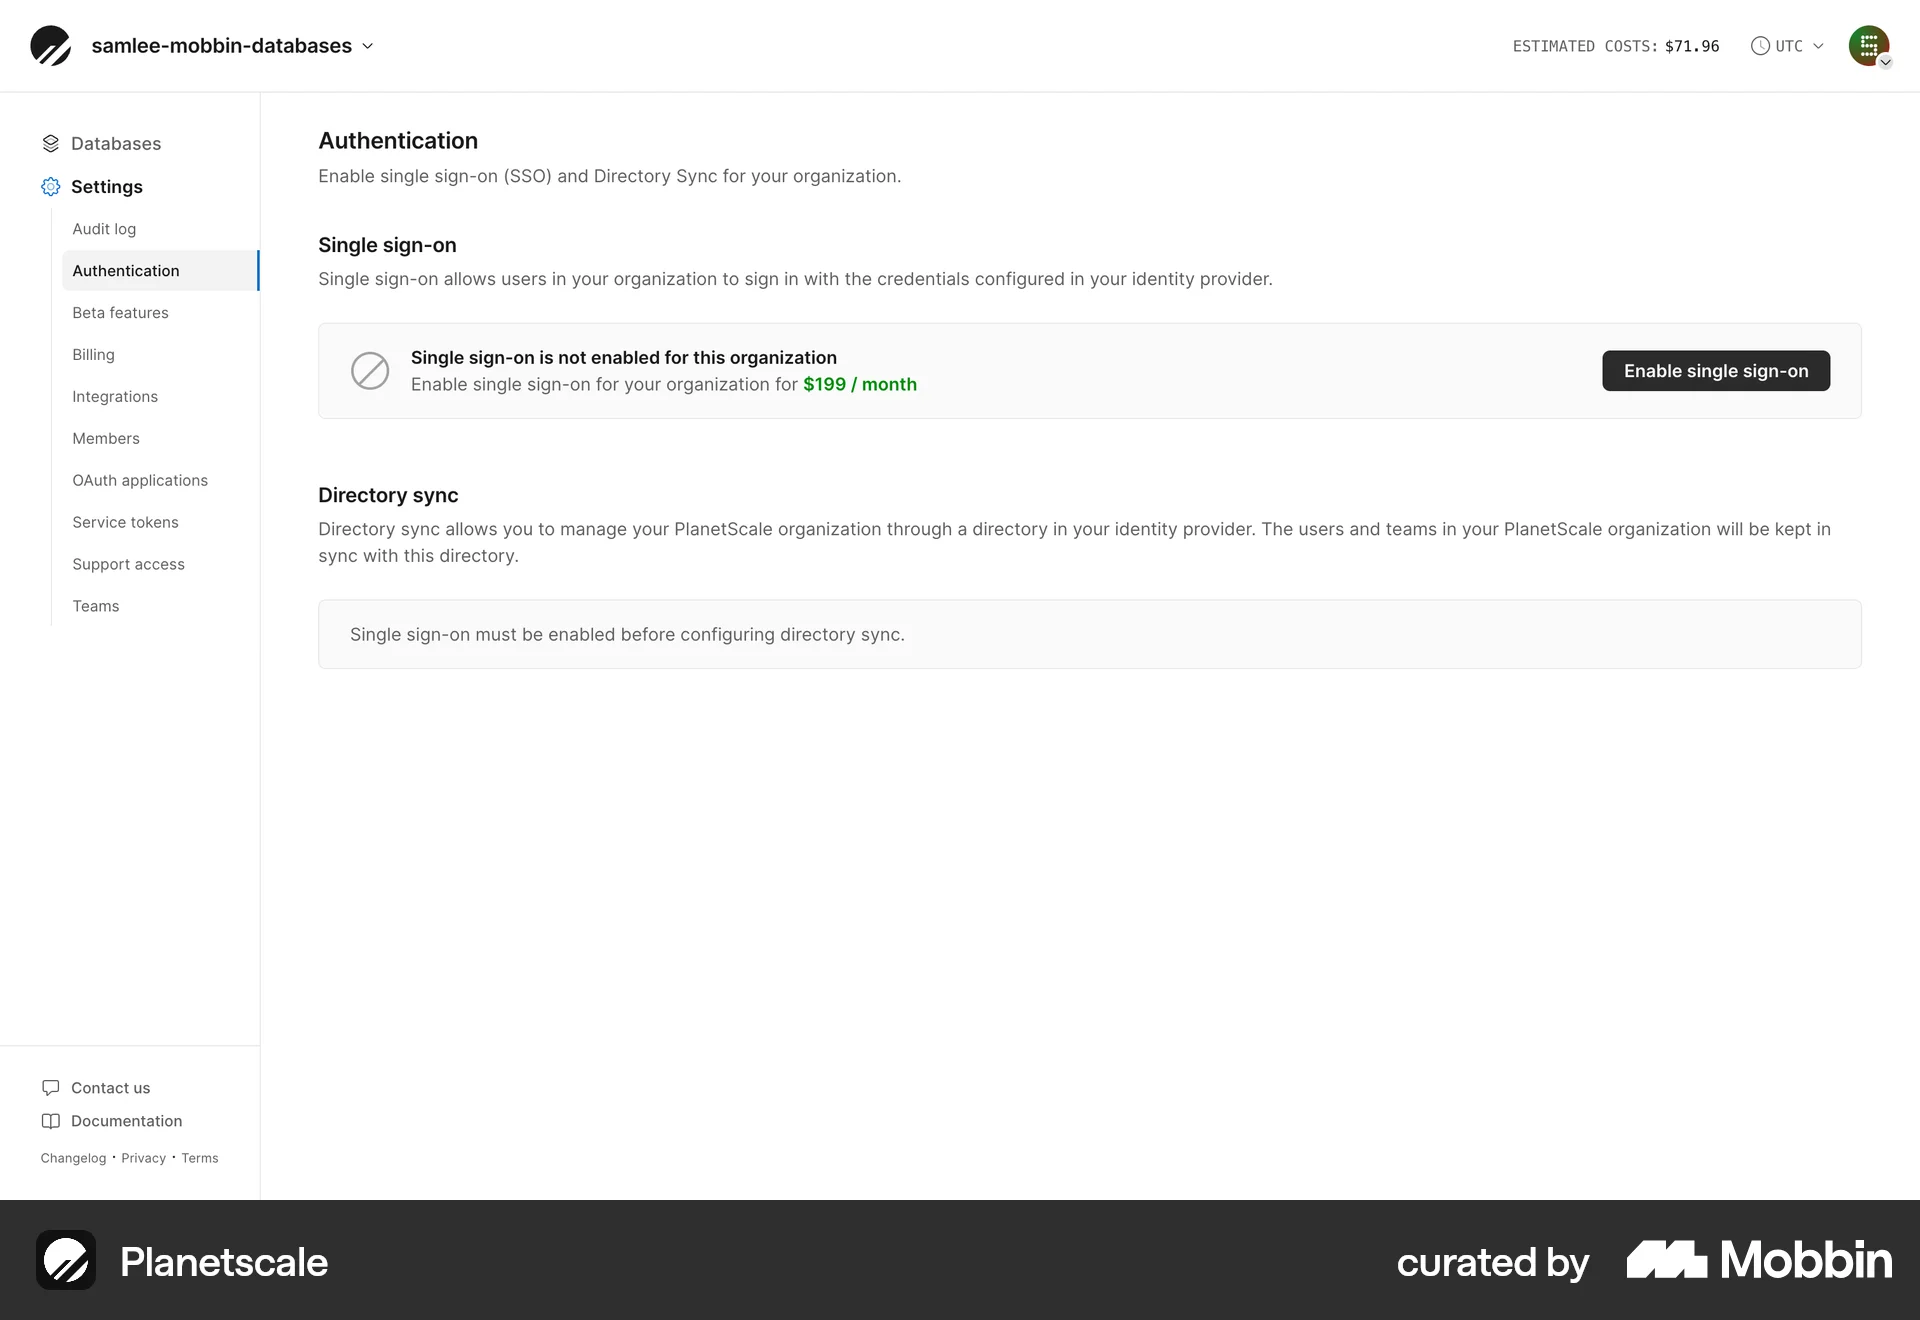 samlee-mobbin-databases
ESTIMATED COSTS: $71.96
UTC
Databases
Settings
Audit log
Authentication
Beta features
Billing
Integrations
Members
OAuth applications
Service tokens
Support access
Teams
Contact us
Documentation
Changelog · Privacy · Terms
Authentication
Enable single sign-on (SSO) and Directory Sync for your organization.
Single sign-on
Single sign-on allows users in your organization to sign in with the credentials configured in your identity provider.
Single sign-on is not enabled for this organization
Enable single sign-on for your organization for $199 / month
Enable single sign-on
Directory sync
Directory sync allows you to manage your PlanetScale organization through a directory in your identity provider. The users and teams in your PlanetScale organization will be kept in
sync with this directory.
Single sign-on must be enabled before configuring directory sync.
Planetscale
curated by Mobbin